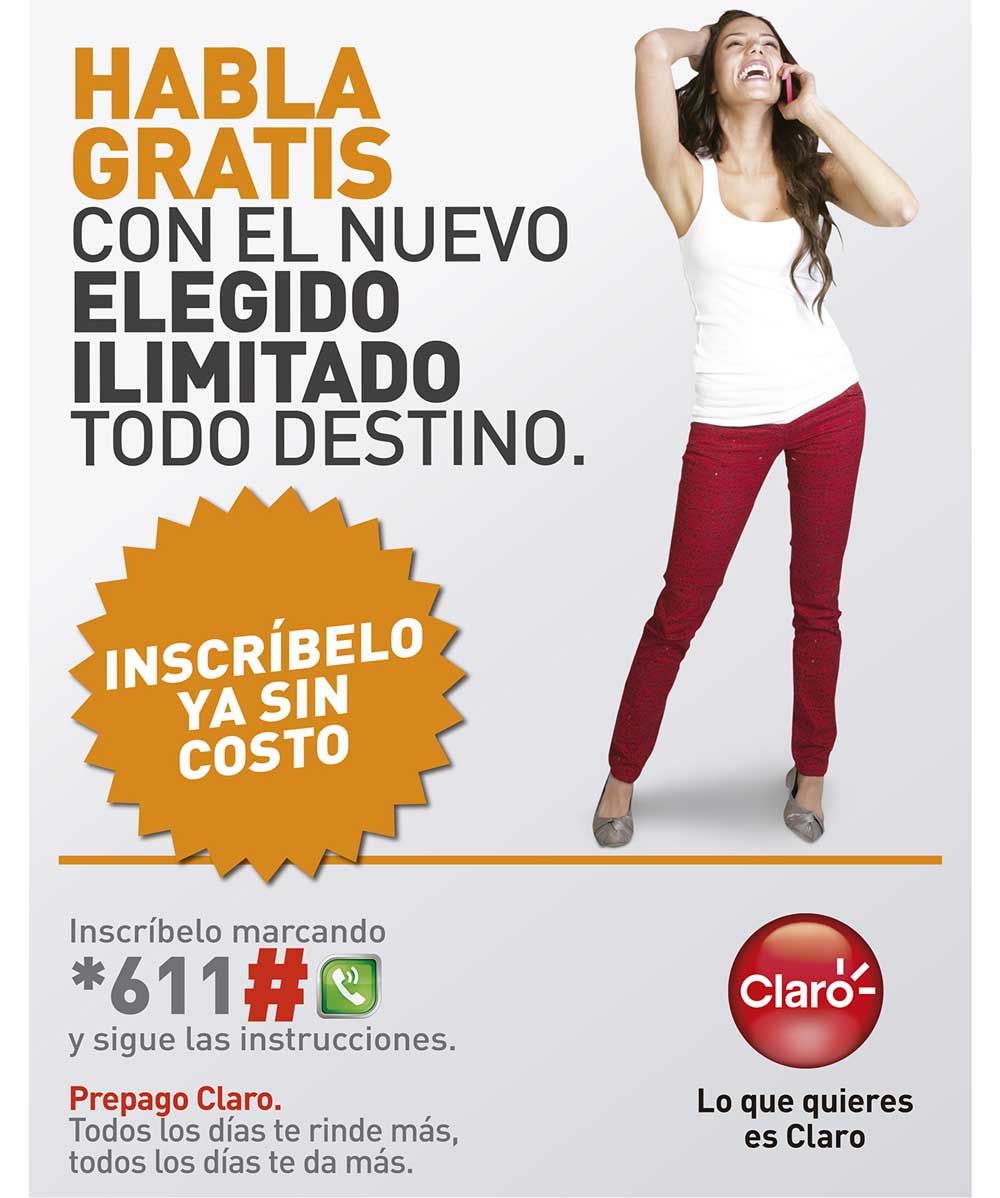 HABLA
GRATIS
CON EL NUEVO
ELEGIDO
ILIMITADO
TODO DESTINO.
INSCRÍBELO
YA SIN
COSTO
Inscríbelo marcando
*611#
y sigue las instrucciones.
Prepago Claro.
Todos los días te rinde más,
todos los días te da más.
Claro
Lo que quieres
es Claro